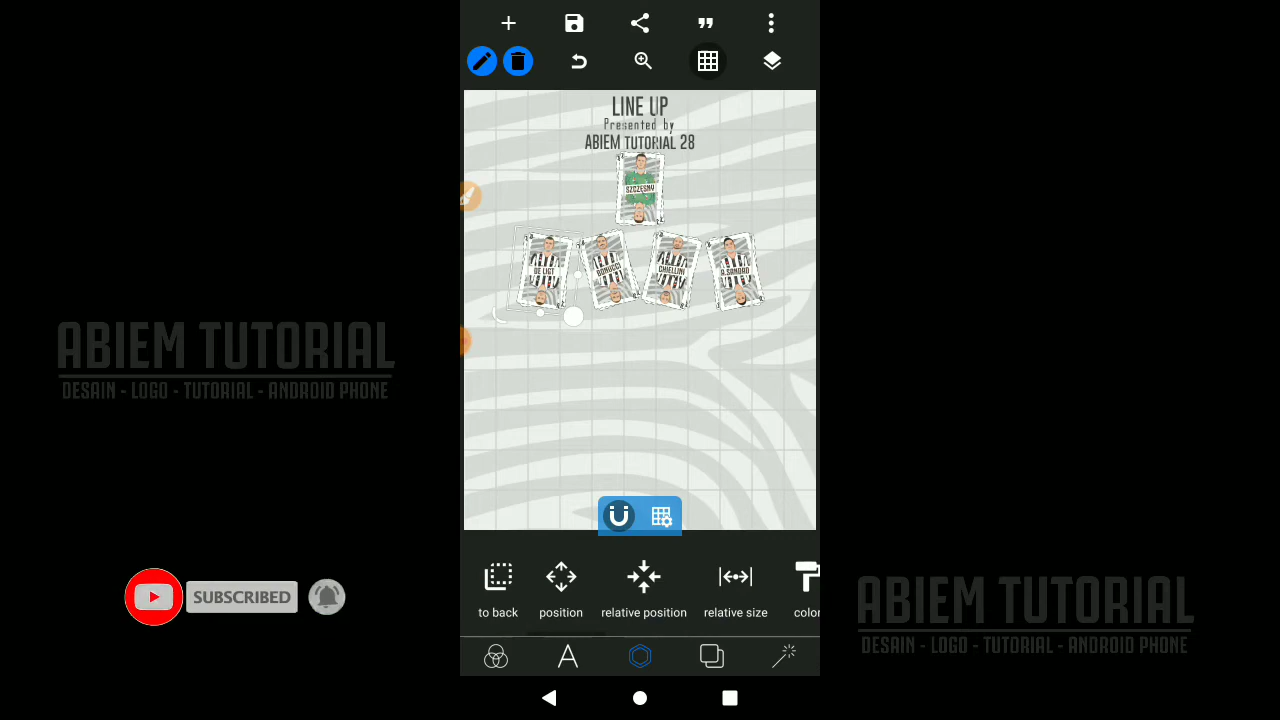 LINE UP
Presented by
ABIEM TUTORIAL 28
SZCZESNY
DE LIGT
BONUCCI
CHIELLINI
A.SANDRO
ABIEM TUTORIAL
DESAIN - LOGO - TUTORIAL - ANDROID PHONE
SUBSCRIBED
to back
position
relative position
relative size
color
ABIEM TUTORIAL
DESAIN - LOGO - TUTORIAL - ANDROID PHONE